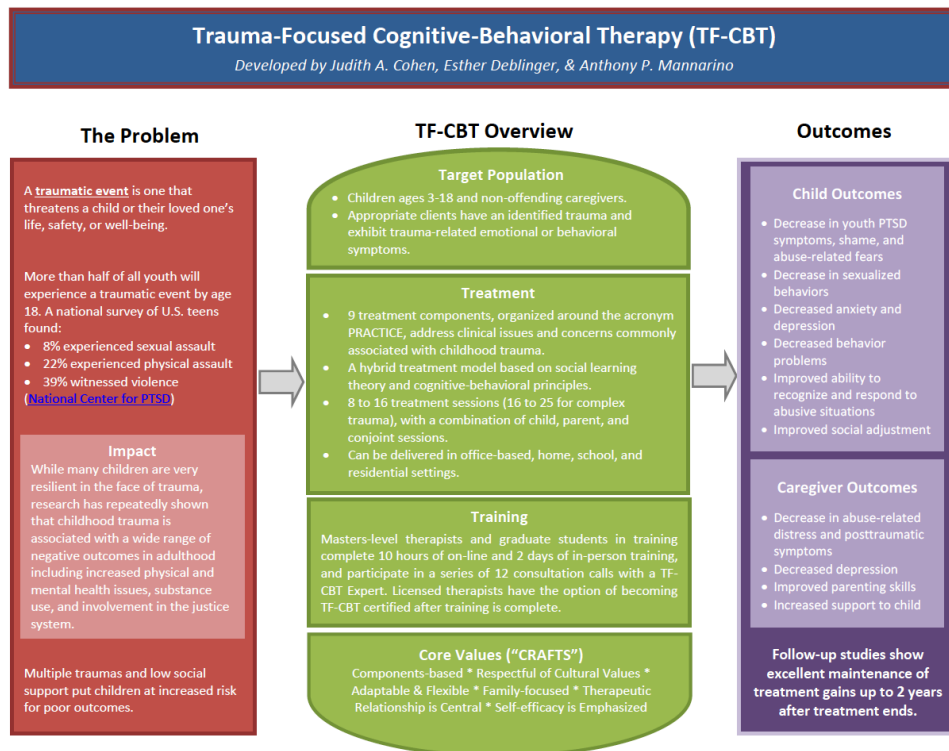 Trauma-Focused Cognitive-Behavioral Therapy (TF-CBT)
Developed by Judith A. Cohen, Esther Deblinger, & Anthony P. Mannarino
The Problem
A traumatic event is one that
threatens a child or their loved one's
life, safety, or well-being.
More than half of all youth will
experience a traumatic event by age
18. A national survey of U.S. teens
found:
• 8% experienced sexual assault
• 22% experienced physical assault
• 39% witnessed violence
(National Center for PTSD)
Impact
While many children are very
resilient in the face of trauma,
research has repeatedly shown
that childhood trauma is
associated with a wide range of
negative outcomes in adulthood
including increased physical and
mental health issues, substance
use, and involvement in the justice
system.
Multiple traumas and low social
support put children at increased risk
for poor outcomes.
TF-CBT Overview
Target Population
• Children ages 3-18 and non-offending caregivers.
• Appropriate clients have an identified trauma and
exhibit trauma-related emotional or behavioral
symptoms.
Treatment
• 9 treatment components, organized around the acronym
PRACTICE, address clinical issues and concerns commonly
associated with childhood trauma.
• A hybrid treatment model based on social learning
theory and cognitive-behavioral principles.
• 8 to 16 treatment sessions (16 to 25 for complex
trauma), with a combination of child, parent, and
conjoint sessions.
• Can be delivered in office-based, home, school, and
residential settings.
Training
Masters-level therapists and graduate students in training
complete 10 hours of on-line and 2 days of in-person training,
and participate in a series of 12 consultation calls with a TF-
CBT Expert. Licensed therapists have the option of becoming
TF-CBT certified after training is complete.
Core Values ("CRAFTS")
Components-based * Respectful of Cultural Values *
Adaptable & Flexible * Family-focused * Therapeutic
Relationship is Central * Self-efficacy is Emphasized
Outcomes
Child Outcomes
• Decrease in youth PTSD
symptoms, shame, and
abuse-related fears
• Decrease in sexualized
behaviors
• Decreased anxiety and
depression
• Decreased behavior
problems
• Improved ability to
recognize and respond to
abusive situations
• Improved social adjustment
Caregiver Outcomes
• Decrease in abuse-related
distress and posttraumatic
symptoms
• Decreased depression
• Improved parenting skills
• Increased support to child
Follow-up studies show
excellent maintenance of
treatment gains up to 2 years
after treatment ends.